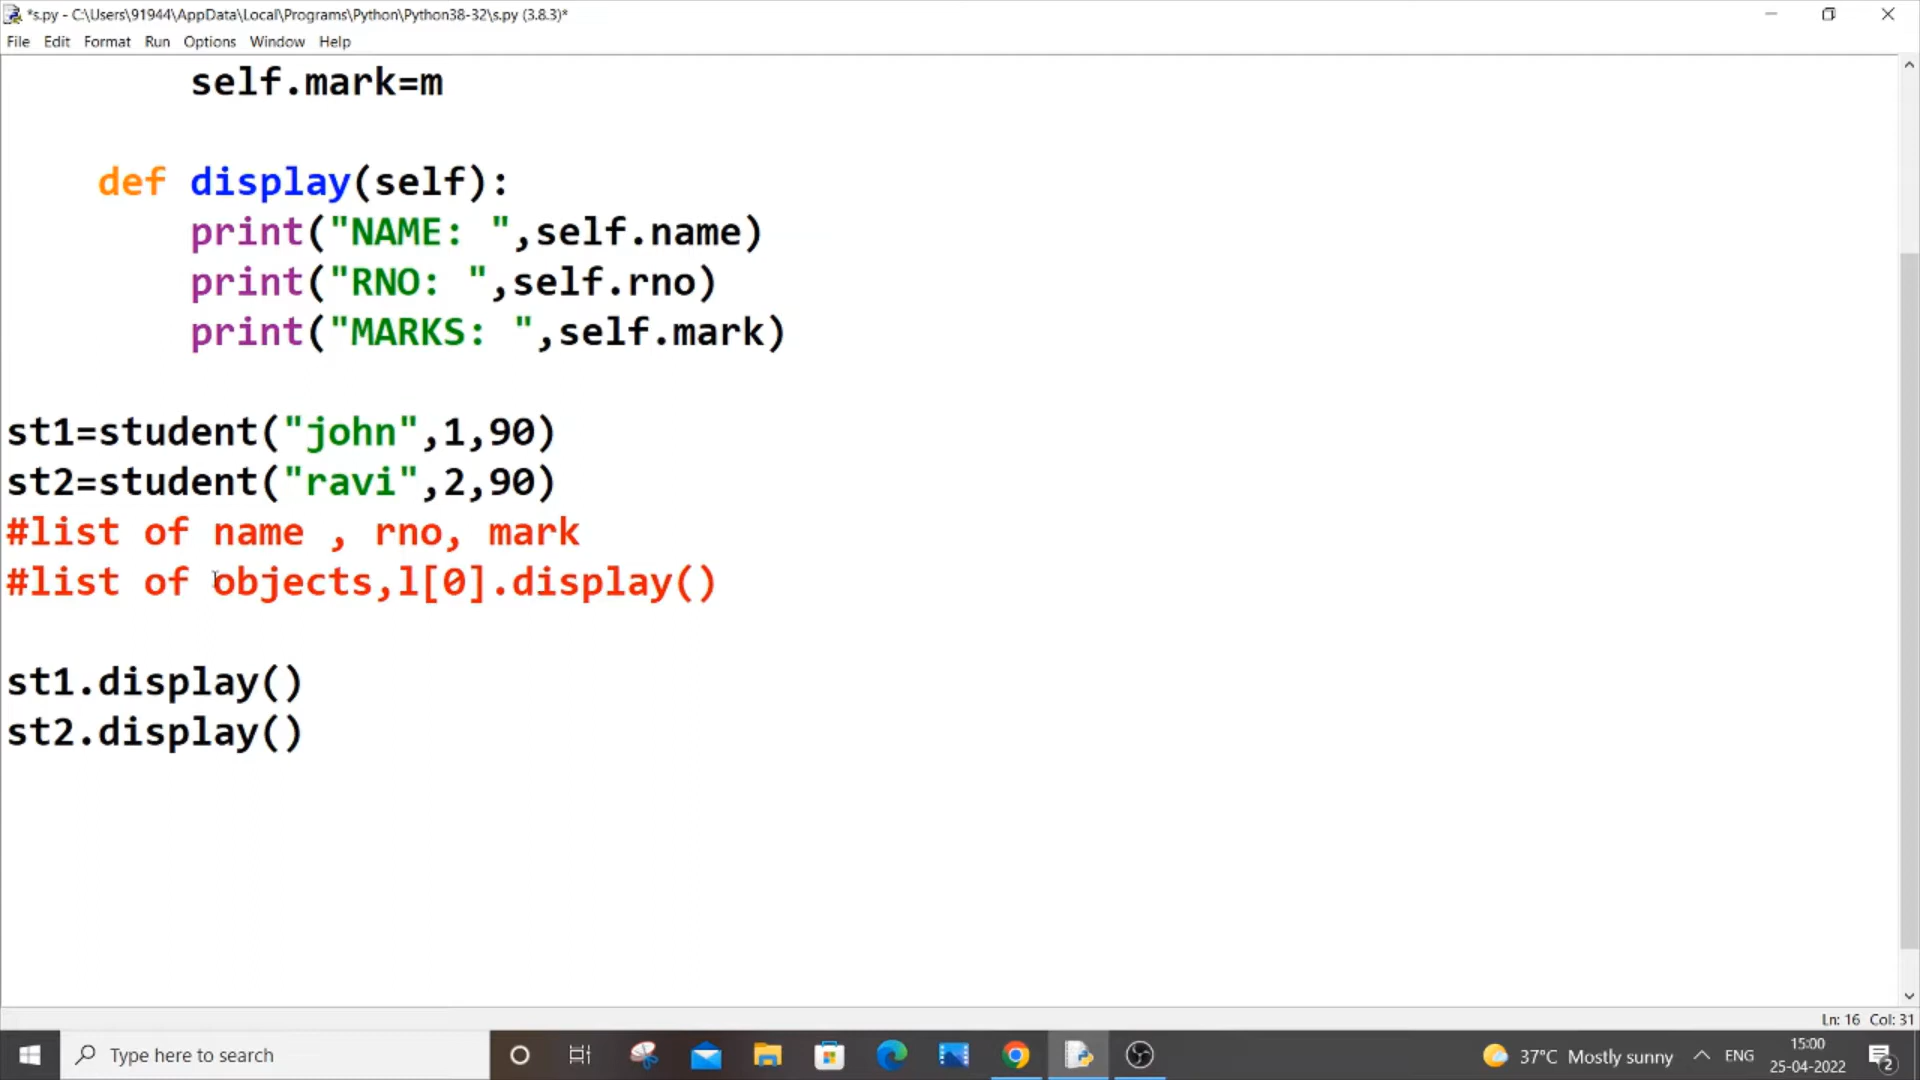 *s.py - C:\Users\91944\AppData\Local\Programs\Python\Python38-32\s.py (3.8.3)*
File Edit Format Run Options Window Help
self.mark=m
def display(self):
print("NAME: ",self.name)
print("RNO: ",self.rno)
print("MARKS: ",self.mark)
st1=student("john",1,90)
st2=student("ravi",2,90)
#list of name , rno, mark
#list of objects,l[0].display()
st1.display()
st2.display()
Ln: 16 Col: 31
Type here to search
37°C Mostly sunny
ENG
15:00
25-04-2022
2